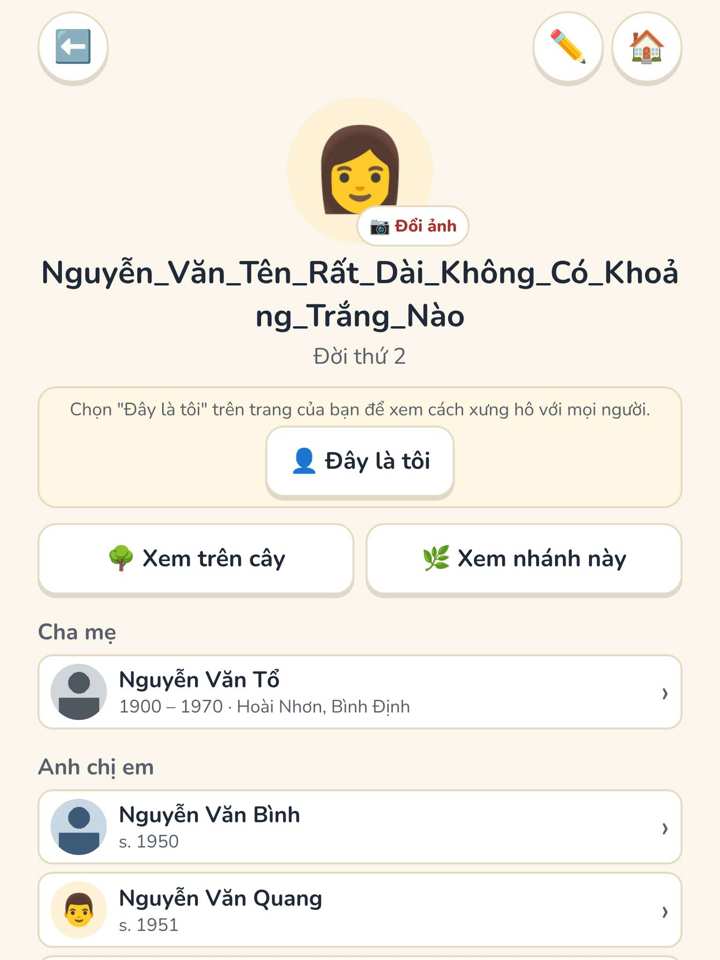 Đổi ảnh
Nguyễn_Văn_Tên_Rất_Dài_Không_Có_Khoả
ng_Trắng_Nào
Đời thứ 2
Chọn "Đây là tôi" trên trang của bạn để xem cách xưng hô với mọi người.
Đây là tôi
Xem trên cây
Xem nhánh này
Cha mẹ
Nguyễn Văn Tổ
1900 – 1970 · Hoài Nhơn, Bình Định
Anh chị em
Nguyễn Văn Bình
s. 1950
Nguyễn Văn Quang
s. 1951